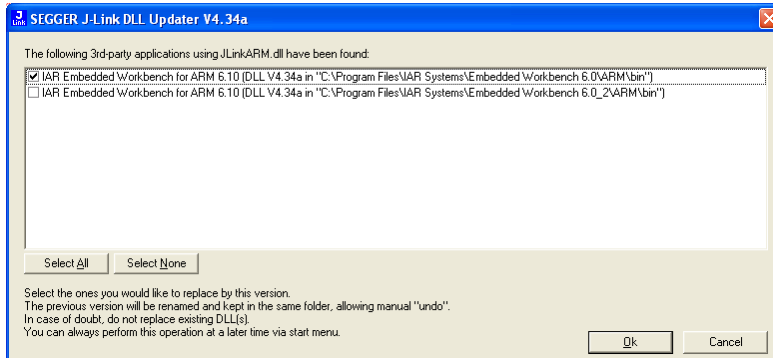 J Link SEGGER J-Link DLL Updater V4.34a
The following 3rd-party applications using JLinkARM.dll have been found:
IAR Embedded Workbench for ARM 6.10 (DLL V4.34a in "C:\Program Files\IAR Systems\Embedded Workbench 6.0\ARM\bin")
IAR Embedded Workbench for ARM 6.10 (DLL V4.34a in "C:\Program Files\IAR Systems\Embedded Workbench 6.0_2\ARM\bin")
Select All Select None
Select the ones you would like to replace by this version.
The previous version will be renamed and kept in the same folder, allowing manual "undo".
In case of doubt, do not replace existing DLL(s).
You can always perform this operation at a later time via start menu.
Ok Cancel